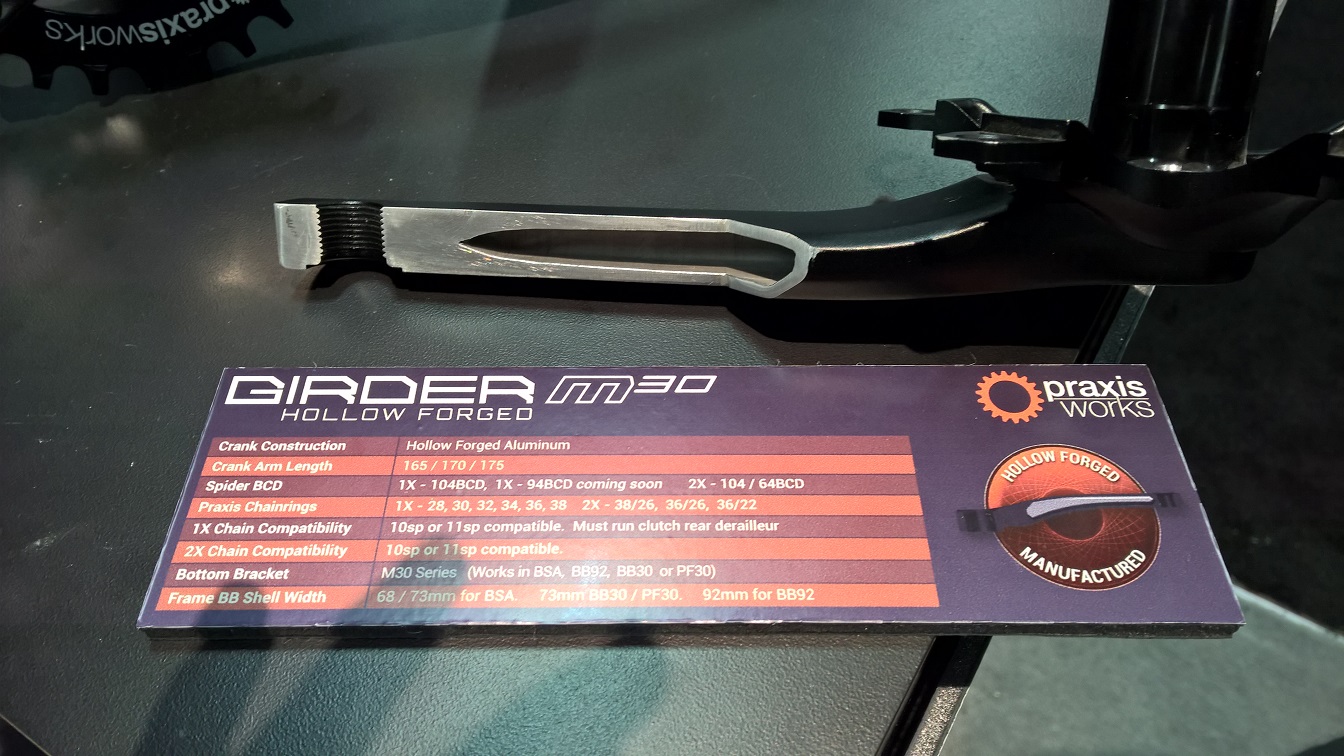 praxisworks
GIRDER M30
HOLLOW FORGED
praxis
works
Crank Construction Hollow Forged Aluminum
Crank Arm Length 165 / 170 / 175
Spider BCD 1X - 104BCD, 1X - 94BCD coming soon 2X - 104 / 64BCD
Praxis Chainrings 1X - 28, 30, 32, 34, 36, 38 2X - 38/26, 36/26, 36/22
1X Chain Compatibility 10sp or 11sp compatible. Must run clutch rear derailleur
2X Chain Compatibility 10sp or 11sp compatible.
Bottom Bracket M30 Series (Works in BSA, BB92, BB30 or PF30)
Frame BB Shell Width 68 / 73mm for BSA. 73mm BB30 / PF30. 92mm for BB92
HOLLOW FORGED
MANUFACTURED